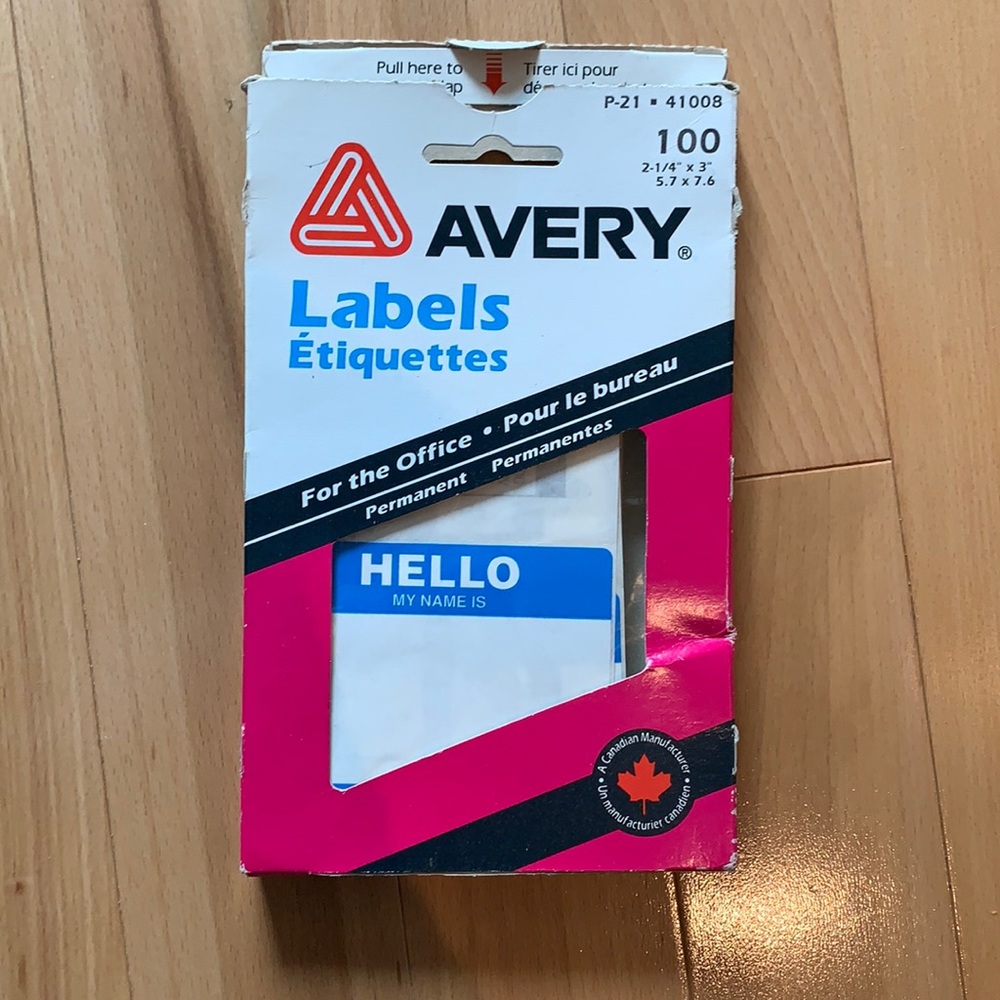 Pull here to
Tirer ici pour
P-21 ▪ 41008
100
2-1/4" x 3"
5.7 x 7.6
AVERY®
Labels
Étiquettes
For the Office • Pour le bureau
Permanent Permanentes
HELLO
MY NAME IS
• A Canadian Manufacturer •
Un manufacturier canadien